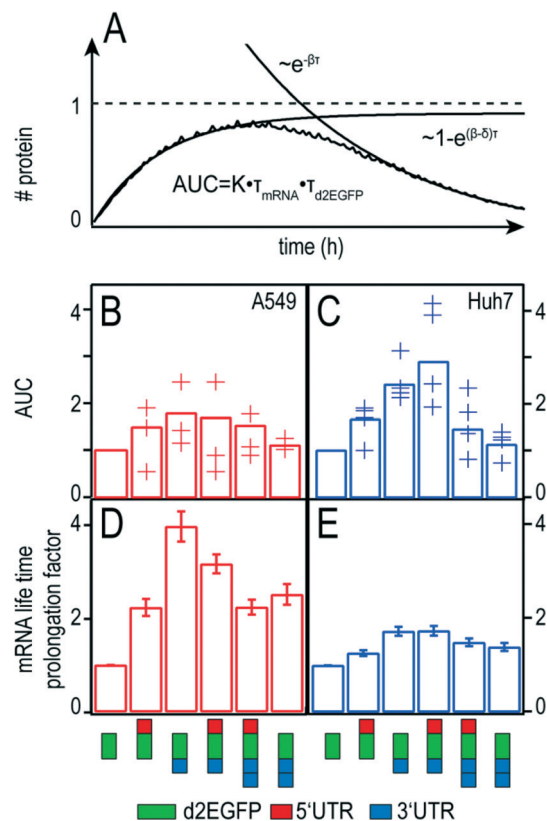 A
~e^-βτ
1
~1-e^(β-δ)τ
# protein
AUC=K•τmRNA•τd2EGFP
0
time (h)
B
A549
C
Huh7
4
2
0
AUC
4
2
0
D
E
4
2
0
mRNA life time
prolongation factor
4
2
0
d2EGFP
5'UTR
3'UTR